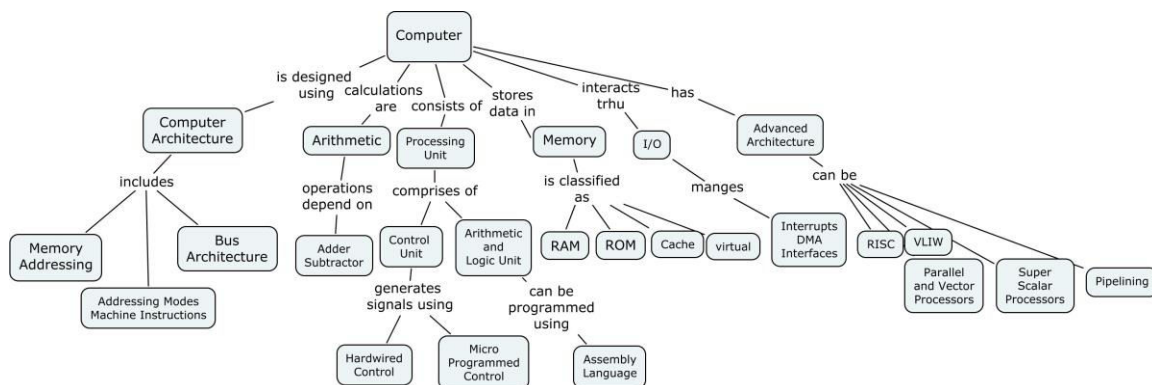 Computer
is designed
using
calculations
are
consists of
stores
data in
interacts
trhu
has
Computer
Architecture
Arithmetic
Processing
Unit
Memory
I/O
Advanced
Architecture
includes
operations
depend on
comprises of
is classified
as
manges
can be
Memory
Addressing
Addressing Modes
Machine Instructions
Bus
Architecture
Adder
Subtractor
Control
Unit
Arithmetic
and
Logic Unit
RAM
ROM
Cache
virtual
Interrupts
DMA
Interfaces
RISC
VLIW
Parallel
and Vector
Processors
Super
Scalar
Processors
Pipelining
generates
signals using
can be
programmed
using
Hardwired
Control
Micro
Programmed
Control
Assembly
Language